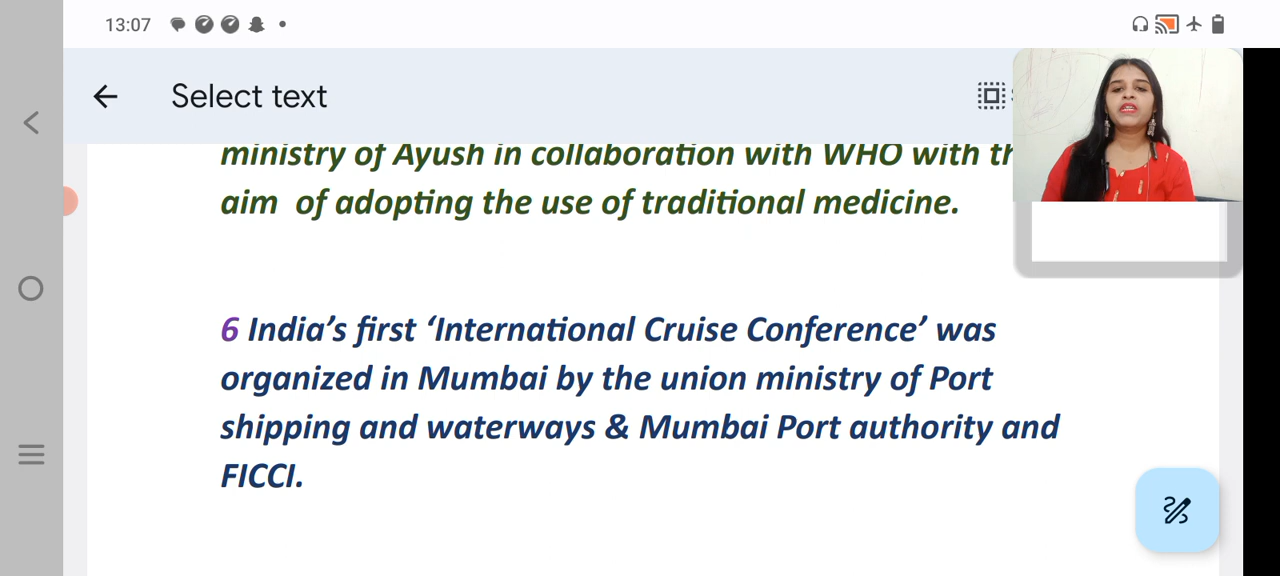 13:07
Select text
ministry of Ayush in collaboration with WHO with
aim of adopting the use of traditional medicine.
6 India's first ‘International Cruise Conference’ was
organized in Mumbai by the union ministry of Port
shipping and waterways & Mumbai Port authority and
FICCI.